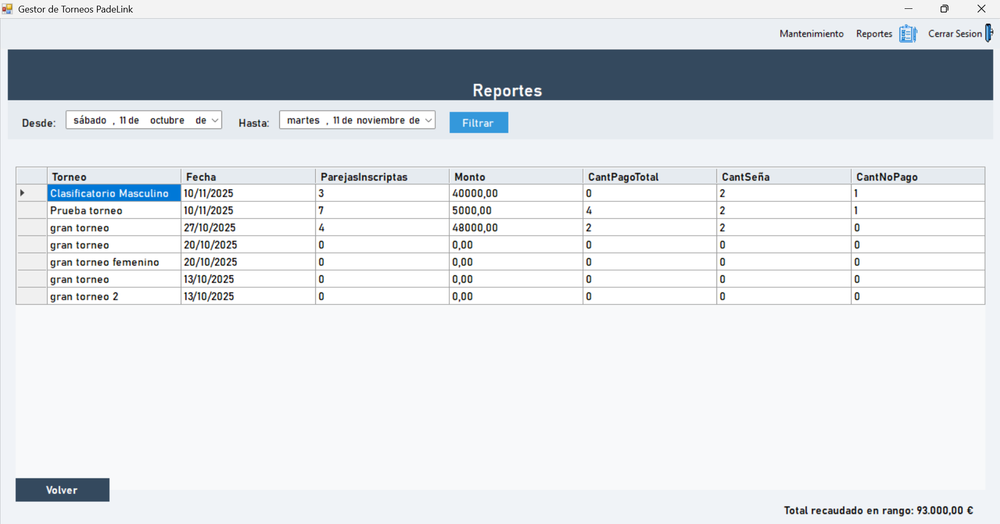 Gestor de Torneos PadeLink
Mantenimiento Reportes Cerrar Sesion
Reportes
Desde: sábado , 11 de octubre de Hasta: martes , 11 de noviembre de Filtrar
Torneo Fecha ParejasInscriptas Monto CantPagoTotal CantSeña CantNoPago
Clasificatorio Masculino 10/11/2025 3 40000,00 0 2 1
Prueba torneo 10/11/2025 7 5000,00 4 2 1
gran torneo 27/10/2025 4 48000,00 2 2 0
gran torneo 20/10/2025 0 0,00 0 0 0
gran torneo femenino 20/10/2025 0 0,00 0 0 0
gran torneo 13/10/2025 0 0,00 0 0 0
gran torneo 2 13/10/2025 0 0,00 0 0 0
Volver
Total recaudado en rango: 93.000,00 €